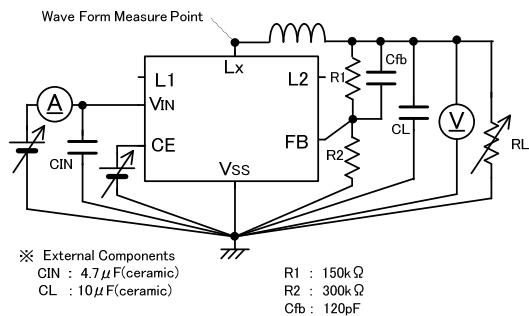 Wave Form Measure Point
Lx
L1
L2
R1
Cfb
A
VIN
CE
CIN
FB
R2
CL
V
RL
VSS
※ External Components
CIN : 4.7μF(ceramic)
CL : 10μF(ceramic)
R1 : 150kΩ
R2 : 300kΩ
Cfb : 120pF